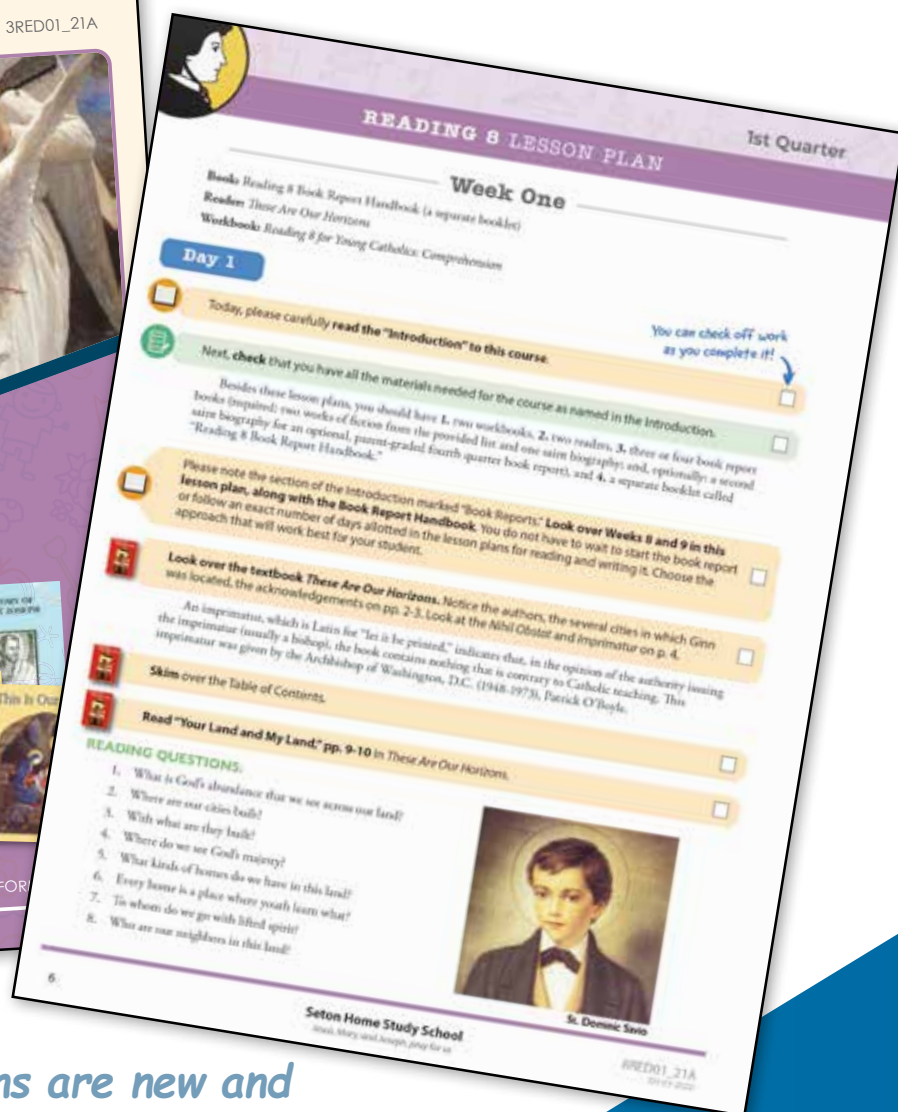 3RED01_21A
1st Quarter
READING 8 LESSON PLAN
Week One
Book: Reading 8 Book Report Handbook (a separate booklet)
Reader: These Are Our Horizons
Workbook: Reading 8 for Young Catholics: Comprehension
Day 1
You can check off work
as you complete it!
Today, please carefully read the "Introduction" to this course.
Next, check that you have all the materials needed for the course as named in the Introduction.
Besides these lesson plans, you should have 1. two workbooks, 2. two readers, 3. three or four book report
books (required: two works of fiction from the provided list and one saint biography; and, optionally: a second
saint biography for an optional, parent-graded fourth quarter book report), and 4. a separate booklet called
"Reading 8 Book Report Handbook."
Please note the section of the Introduction marked "Book Reports." Look over Weeks 8 and 9 in this
lesson plan, along with the Book Report Handbook. You do not have to wait to start the book report
or follow an exact number of days allotted in the lesson plans for reading and writing it. Choose the
approach that will work best for your student.
Look over the textbook These Are Our Horizons. Notice the authors, the several cities in which Ginn
was located, the acknowledgements on pp. 2-3. Look at the Nihil Obstat and Imprimatur on p. 4.
An imprimatur, which is Latin for "let it be printed," indicates that, in the opinion of the authority issuing
the imprimatur (usually a bishop), the book contains nothing that is contrary to Catholic teaching. This
imprimatur was given by the Archbishop of Washington, D.C. (1948-1973), Patrick O'Boyle.
Skim over the Table of Contents.
Read "Your Land and My Land," pp. 9-10 in These Are Our Horizons.
READING QUESTIONS:
1. What is God's abundance that we see across our land?
2. Where are our cities built?
3. With what are they built?
4. Where do we see God's majesty?
5. What kinds of homes do we have in this land?
6. Every home is a place where youth learn what?
7. To whom do we go with lifted spirit?
8. Who are our neighbors in this land?
St. Dominic Savio
6
Seton Home Study School
Jesus, Mary, and Joseph, pray for us
8RED01_21A
This Is Our
FOR
ns are new and